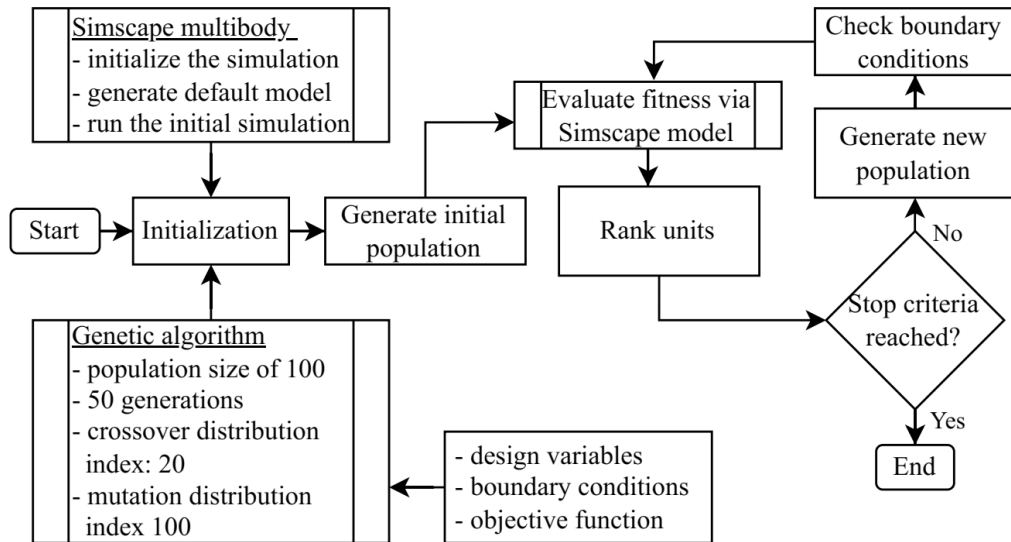 Simscape multibody
- initialize the simulation
- generate default model
- run the initial simulation
Start
Initialization
Generate initial
population
Evaluate fitness via
Simscape model
Rank units
Check boundary
conditions
Generate new
population
No
Stop criteria
reached?
Yes
End
Genetic algorithm
- population size of 100
- 50 generations
- crossover distribution
index: 20
- mutation distribution
index 100
- design variables
- boundary conditions
- objective function